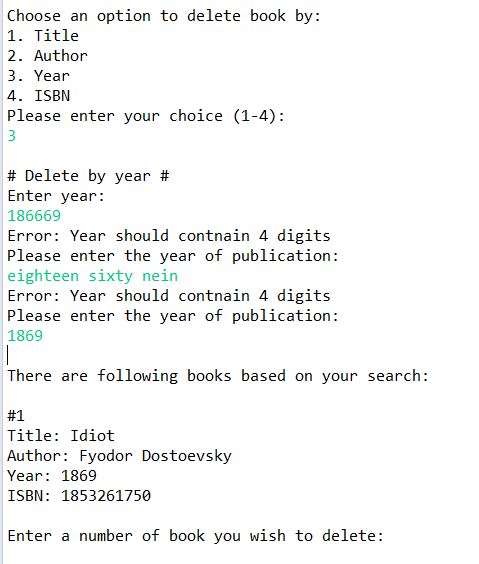 Choose an option to delete book by:
1. Title
2. Author
3. Year
4. ISBN
Please enter your choice (1-4):
3
# Delete by year #
Enter year:
186669
Error: Year should contnain 4 digits
Please enter the year of publication:
eighteen sixty nein
Error: Year should contnain 4 digits
Please enter the year of publication:
1869
There are following books based on your search:
#1
Title: Idiot
Author: Fyodor Dostoevsky
Year: 1869
ISBN: 1853261750
Enter a number of book you wish to delete: